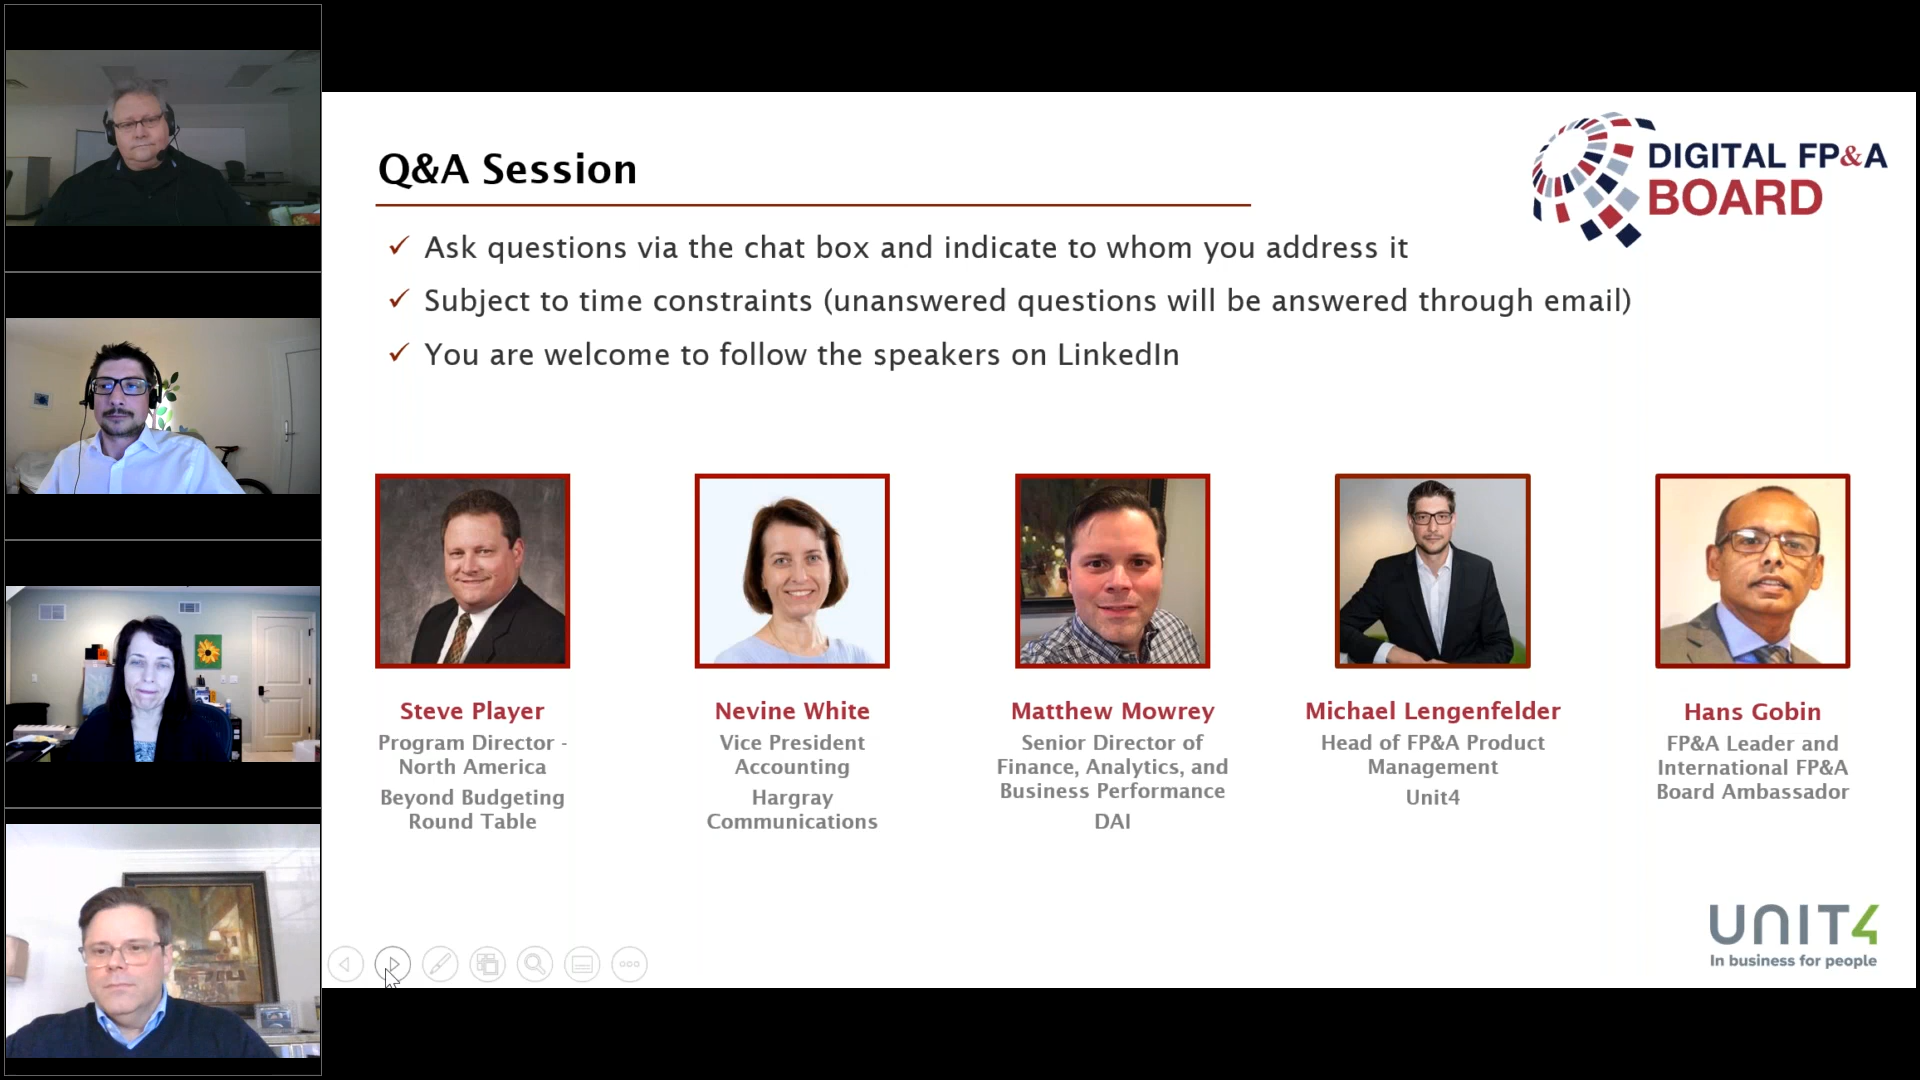 Q&A Session
DIGITAL FP&A
BOARD
Ask questions via the chat box and indicate to whom you address it
Subject to time constraints (unanswered questions will be answered through email)
You are welcome to follow the speakers on LinkedIn
Steve Player
Program Director -
North America
Beyond Budgeting
Round Table
Nevine White
Vice President
Accounting
Hargray
Communications
Matthew Mowrey
Senior Director of
Finance, Analytics, and
Business Performance
DAI
Michael Lengenfelder
Head of FP&A Product
Management
Unit4
Hans Gobin
FP&A Leader and
International FP&A
Board Ambassador
UNIT4
In business for people